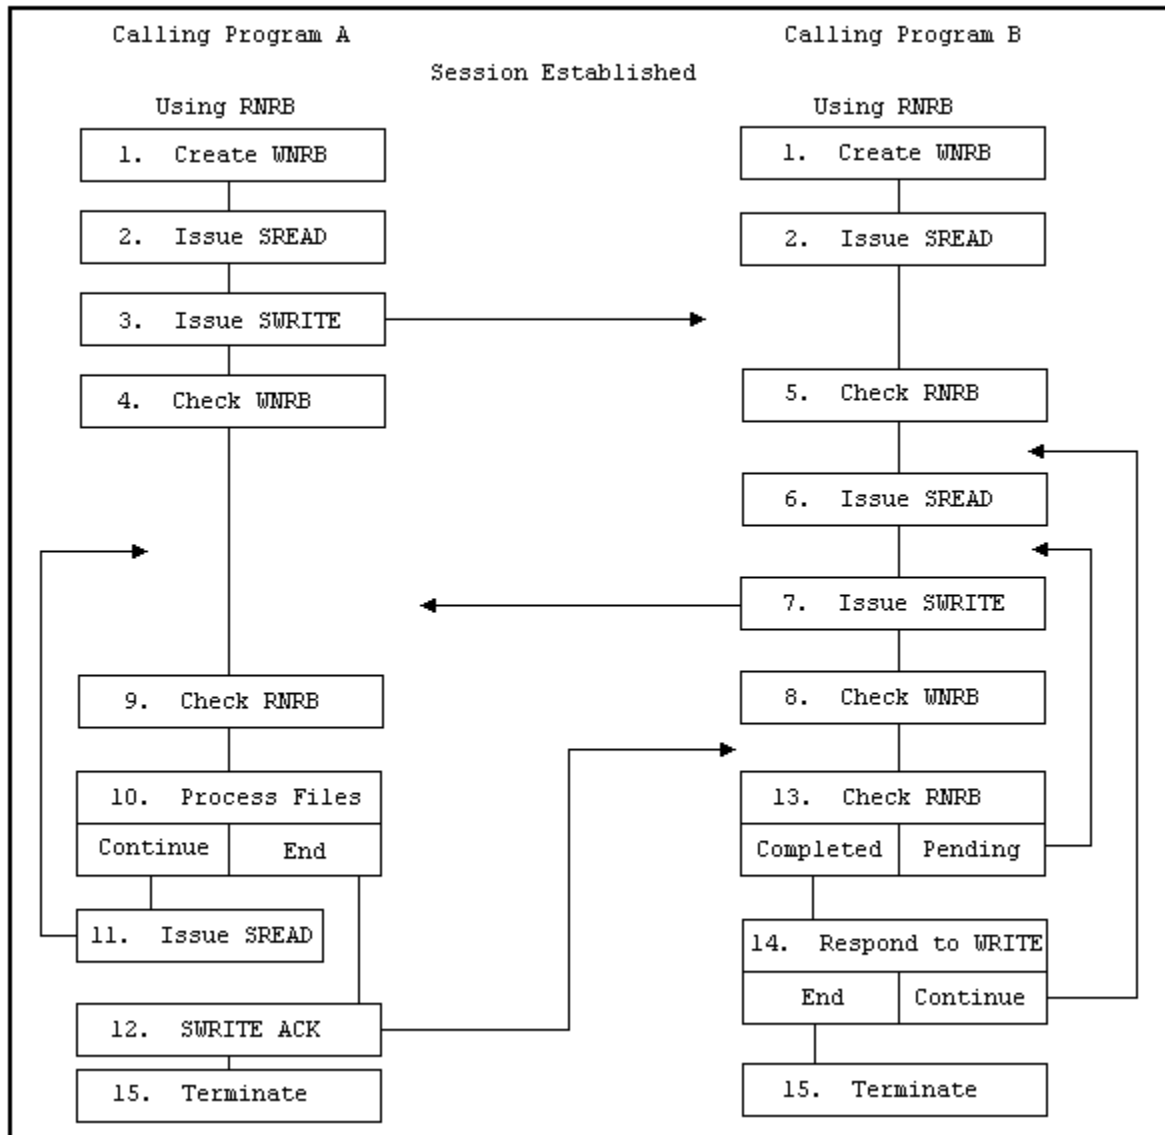 Calling Program A
Calling Program B
Session Established
Using RNRB
Using RNRB
1. Create WNRB
1. Create WNRB
2. Issue SREAD
2. Issue SREAD
3. Issue SWRITE
4. Check WNRB
5. Check RNRB
6. Issue SREAD
7. Issue SWRITE
9. Check RNRB
8. Check WNRB
10. Process Files
Continue
End
13. Check RNRB
Completed
Pending
11. Issue SREAD
14. Respond to WRITE
End
Continue
12. SWRITE ACK
15. Terminate
15. Terminate